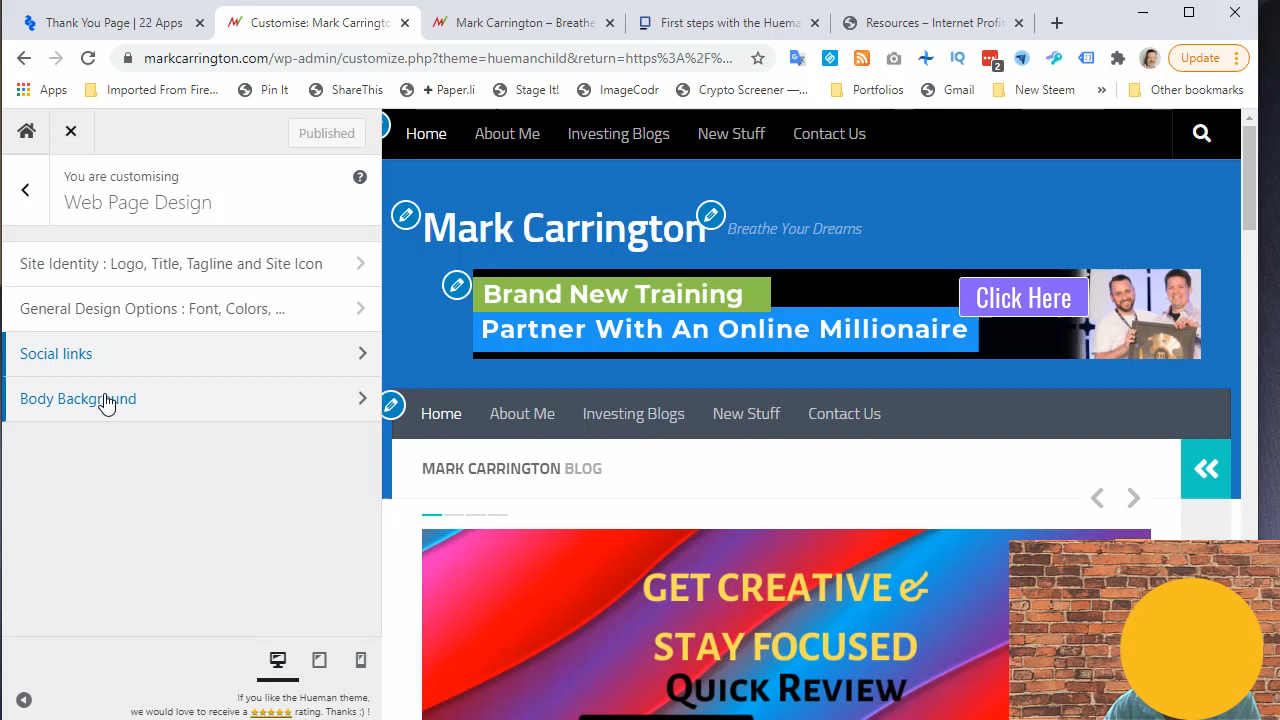 Thank You Page | 22 Apps
Customise: Mark Carringto
Mark Carrington – Breathe
First steps with the Huema
Resources – Internet Profit
markcarrington.com/wp-admin/customize.php?theme=huemanchild&return=https%3A%2F%...
2
Update
Apps
Imported From Fire...
Pin It
ShareThis
+ Paper.li
Stage It!
ImageCodr
Crypto Screener —...
Portfolios
Gmail
New Steem
»
Other bookmarks
Published
You are customising
Web Page Design
Site Identity : Logo, Title, Tagline and Site Icon
General Design Options : Font, Colors, ...
Social links
Body Background
If you like the Hueman theme,
we would love to receive a ★★★★★ rating. Thanks :) !
Home
About Me
Investing Blogs
New Stuff
Contact Us
Mark Carrington
Breathe Your Dreams
Brand New Training
Partner With An Online Millionaire
Click Here
Home
About Me
Investing Blogs
New Stuff
Contact Us
MARK CARRINGTON BLOG
GET CREATIVE &
STAY FOCUSED
QUICK REVIEW